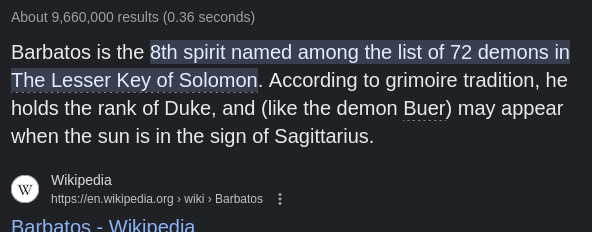 About 9,660,000 results (0.36 seconds)
Barbatos is the 8th spirit named among the list of 72 demons in
The Lesser Key of Solomon. According to grimoire tradition, he
holds the rank of Duke, and (like the demon Buer) may appear
when the sun is in the sign of Sagittarius.
W
Wikipedia
https://en.wikipedia.org › wiki › Barbatos
Barbatos - Wikipedia